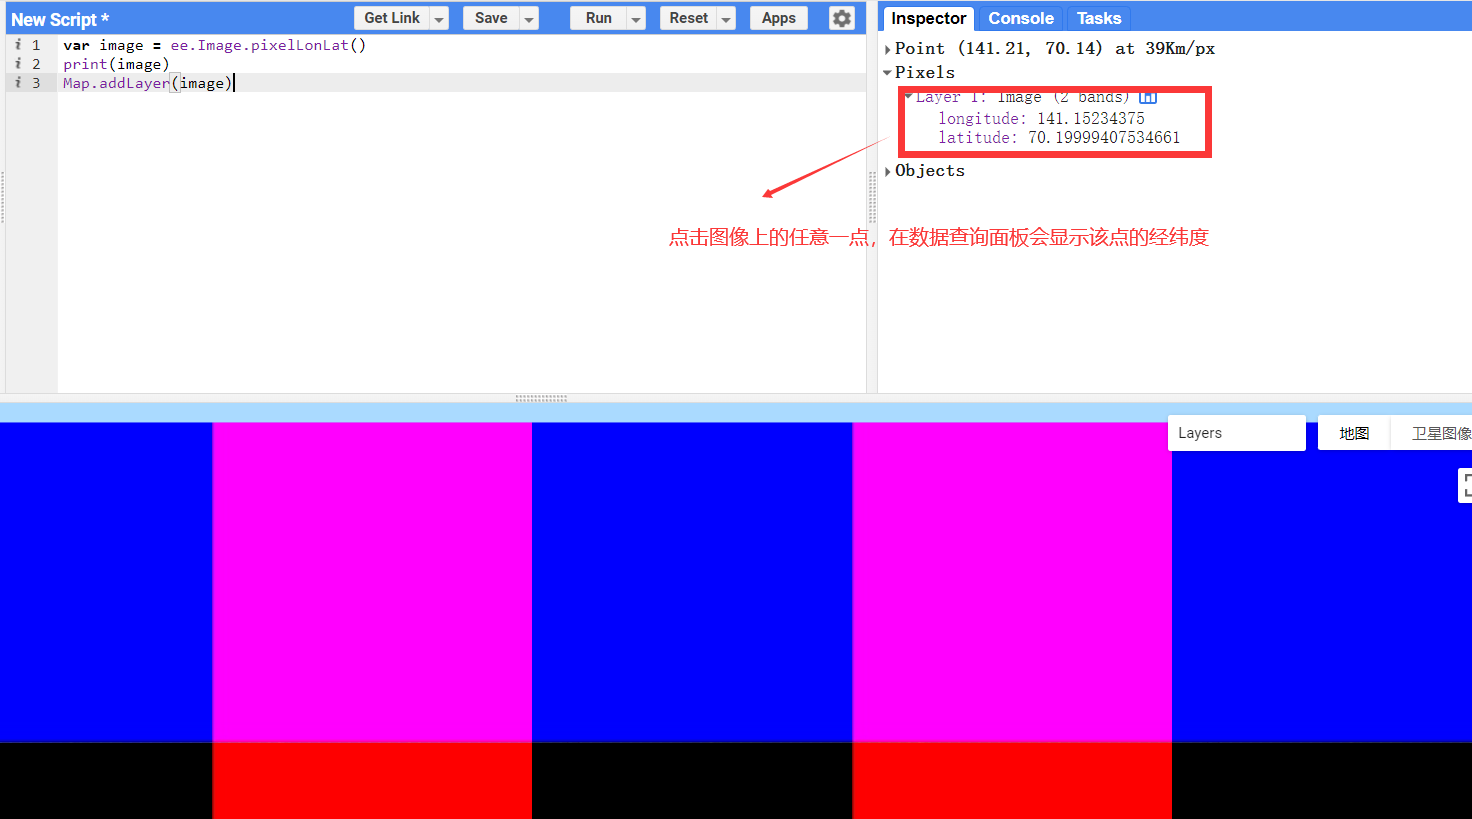 New Script *
Get Link
Save
Run
Reset
Apps
i 1 var image = ee.Image.pixelLonLat()
i 2 print(image)
i 3 Map.addLayer(image)
Inspector
Console
Tasks
Point (141.21, 70.14) at 39Km/px
Pixels
Layer 1: Image (2 bands)
longitude: 141.15234375
latitude: 70.19999407534661
Objects
点击图像上的任意一点，在数据查询面板会显示该点的经纬度
Layers
地图
卫星图像